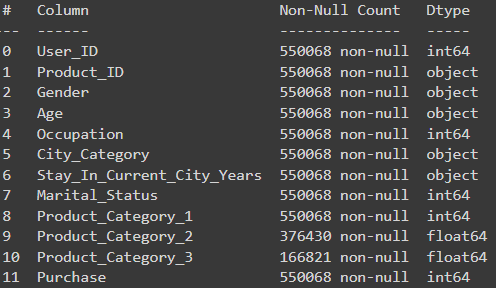 #   Column                      Non-Null Count   Dtype
---  ------                      --------------   -----
0   User_ID                     550068 non-null  int64
1   Product_ID                  550068 non-null  object
2   Gender                      550068 non-null  object
3   Age                         550068 non-null  object
4   Occupation                  550068 non-null  int64
5   City_Category               550068 non-null  object
6   Stay_In_Current_City_Years  550068 non-null  object
7   Marital_Status              550068 non-null  int64
8   Product_Category_1          550068 non-null  int64
9   Product_Category_2          376430 non-null  float64
10  Product_Category_3          166821 non-null  float64
11  Purchase                    550068 non-null  int64